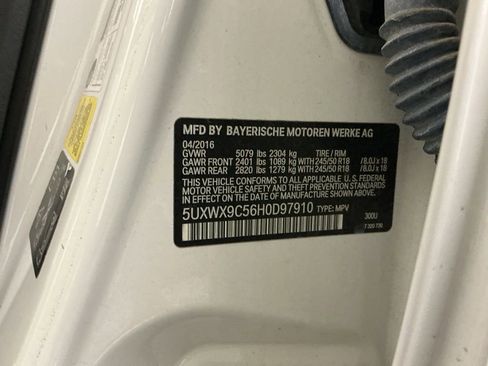 MFD BY BAYERISCHE MOTOREN WERKE AG
04/2016
GVWR 5079 lbs 2304 kg TIRE / RIM
GAWR FRONT 2401 lbs 1089 kg WITH 245/50 R18 / 8.0J x 18
GAWR REAR 2820 lbs 1279 kg WITH 245/50 R18 / 8.0J x 18
THIS VEHICLE CONFORMS TO ALL APPLICABLE U.S. FEDERAL
MOTOR VEHICLE SAFETY STANDARDS IN EFFECT
ON THE DATE OF MANUFACTURE SHOWN ABOVE.
5UXWX9C56H0D97910 TYPE: MPV
300U